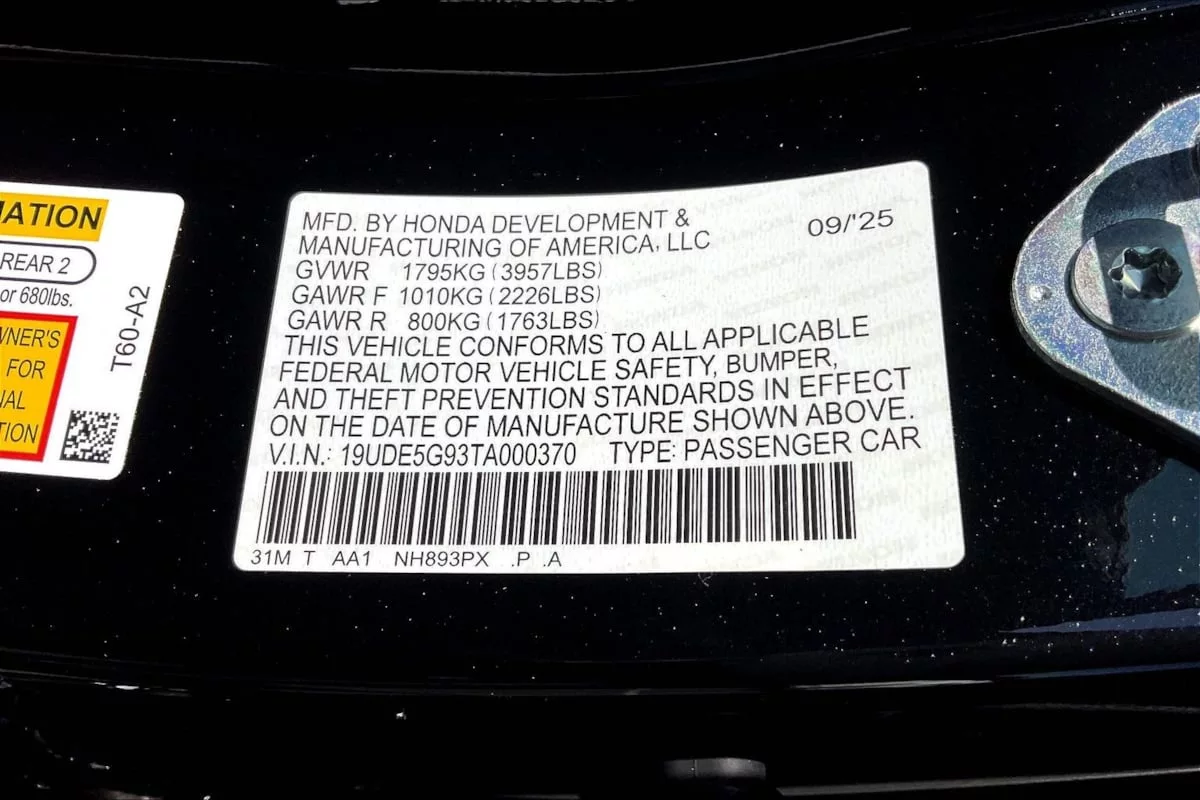 MATION
REAR 2
or 680lbs.
WNER'S
FOR
NAL
TION
T60-A2
MFD. BY HONDA DEVELOPMENT &
MANUFACTURING OF AMERICA, LLC
09/'25
GVWR 1795KG (3957LBS)
GAWR F 1010KG (2226LBS)
GAWR R 800KG (1763LBS)
THIS VEHICLE CONFORMS TO ALL APPLICABLE
FEDERAL MOTOR VEHICLE SAFETY, BUMPER,
AND THEFT PREVENTION STANDARDS IN EFFECT
ON THE DATE OF MANUFACTURE SHOWN ABOVE.
V.I.N.: 19UDE5G93TA000370 TYPE: PASSENGER CAR
31M T AA1 NH893PX .P .A